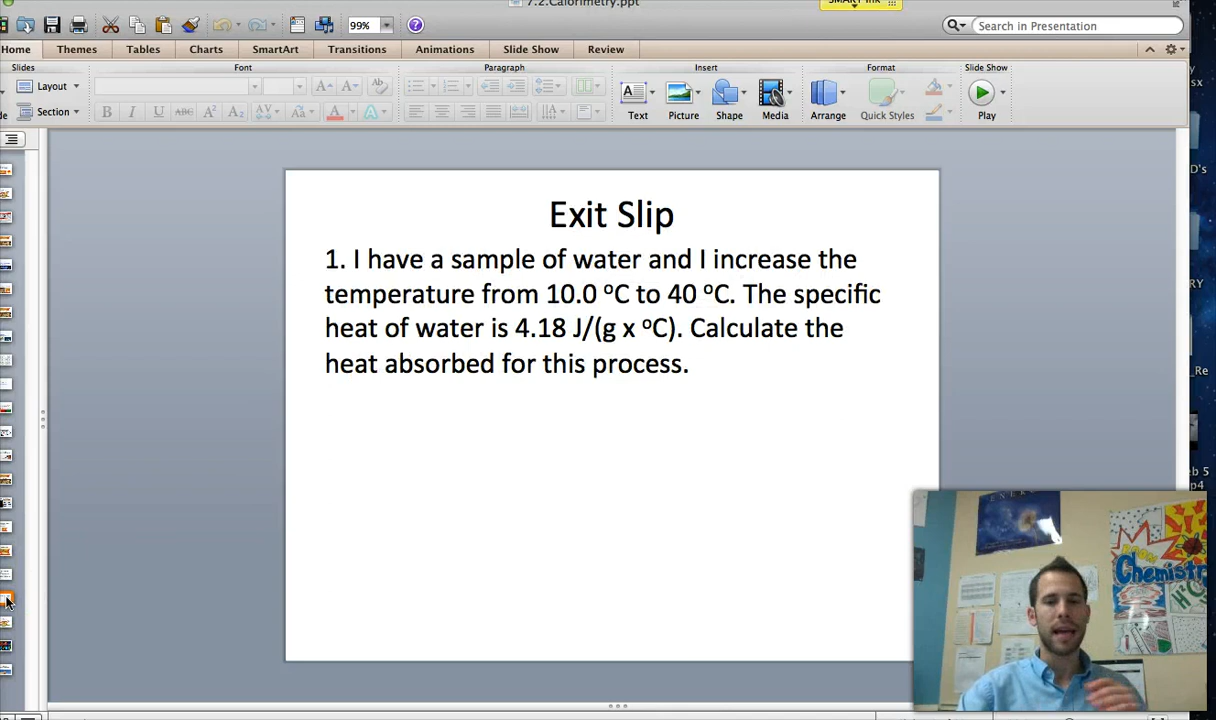 7.2.Calorimetry.ppt
99%
Search in Presentation
Home Themes Tables Charts SmartArt Transitions Animations Slide Show Review
Slides Font Paragraph Insert Format Slide Show
Layout
Section
Text Picture Shape Media Arrange Quick Styles Play
Exit Slip
1. I have a sample of water and I increase the
temperature from 10.0 ᵒC to 40 ᵒC. The specific
heat of water is 4.18 J/(g x ᵒC). Calculate the
heat absorbed for this process.
Chemistry